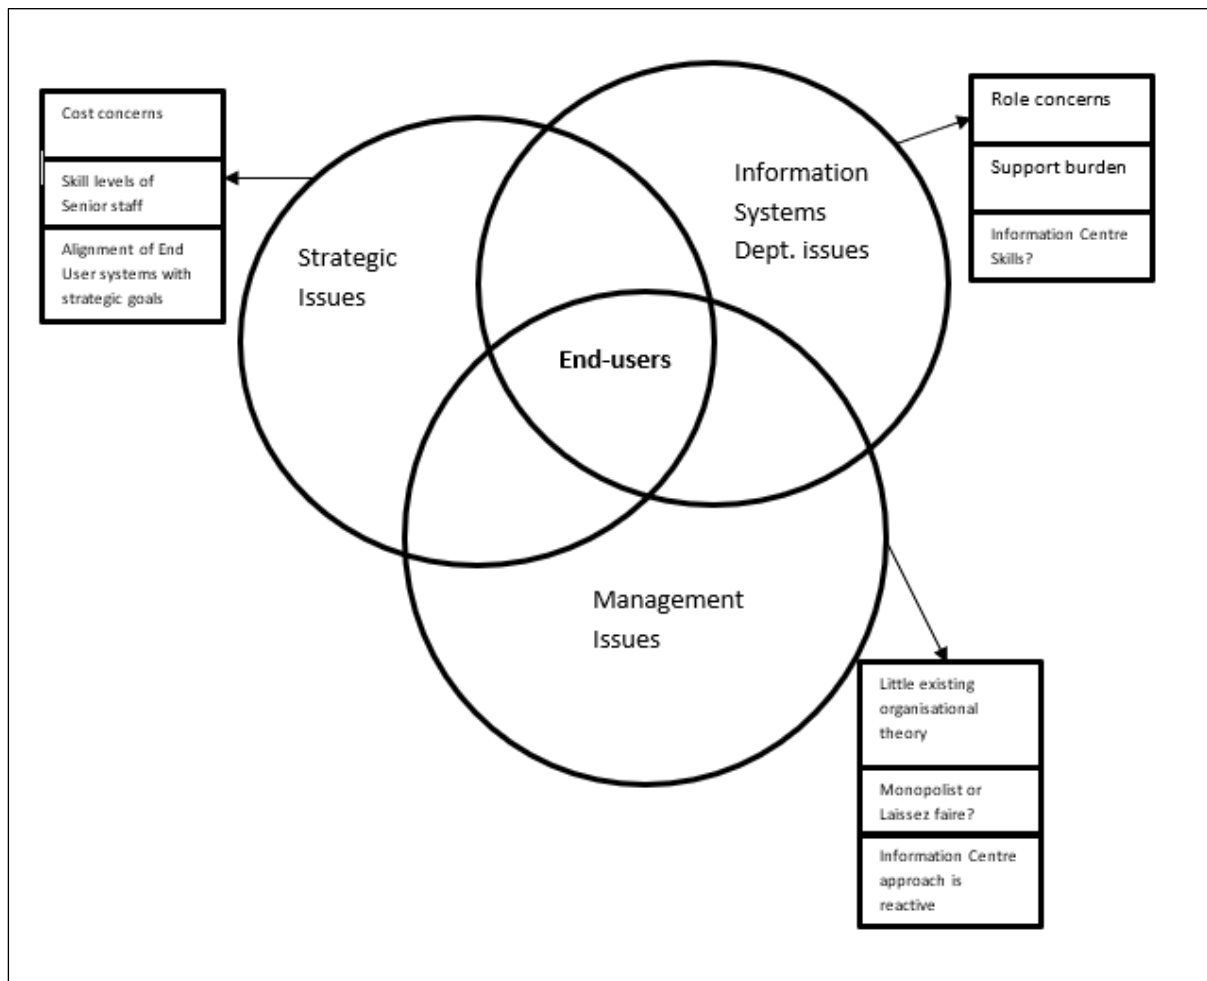 Cost concerns
Skill levels of
Senior staff
Alignment of End
User systems with
strategic goals
Strategic
Issues
Information
Systems
Dept. issues
Role concerns
Support burden
Information Centre
Skills?
End-users
Management
Issues
Little existing
organisational
theory
Monopolist or
Laissez faire?
Information Centre
approach is
reactive